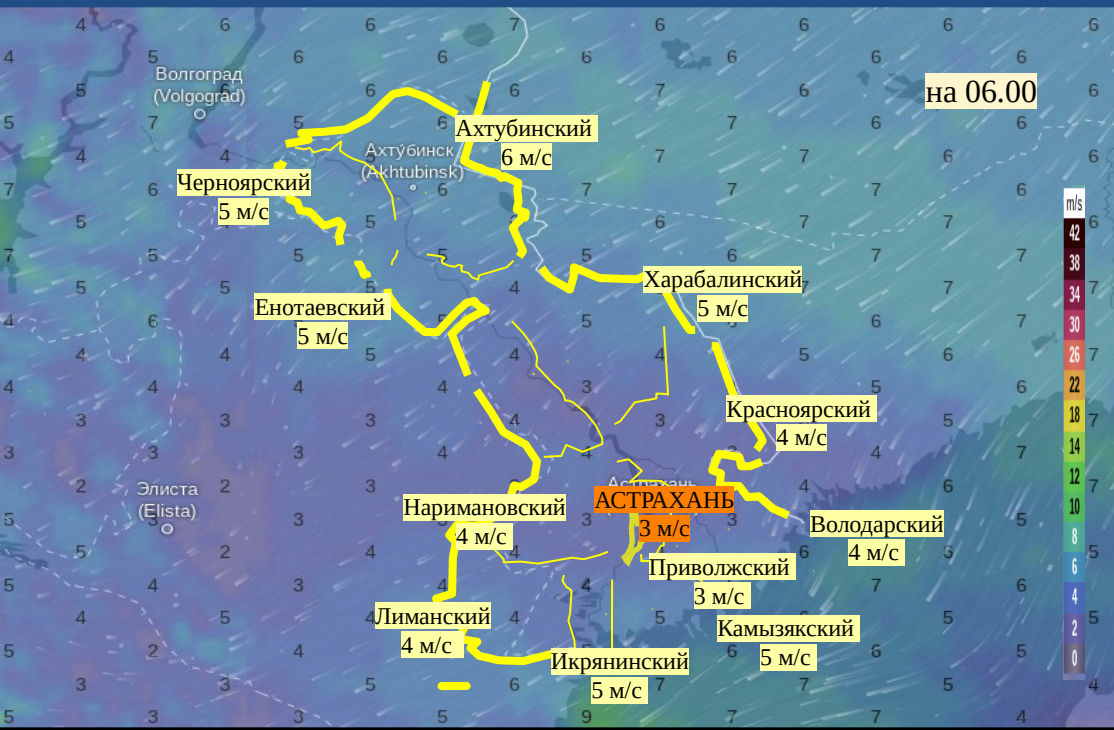 на 06.00
Волгоград
(Volgograd)
Ахтубинский
6 м/с
Ахтубинск
(Akhtubinsk)
Черноярский
5 м/с
m/s
42
38
34
30
26
22
18
14
12
10
8
6
4
2
0
Харабалинский
5 м/с
Енотаевский
5 м/с
Красноярский
4 м/с
Элиста
(Elista)
Астрахань
АСТРАХАНЬ
3 м/с
Наримановский
4 м/с
Володарский
4 м/с
Приволжский
3 м/с
Лиманский
4 м/с
Камызякский
5 м/с
Икрянинский
5 м/с